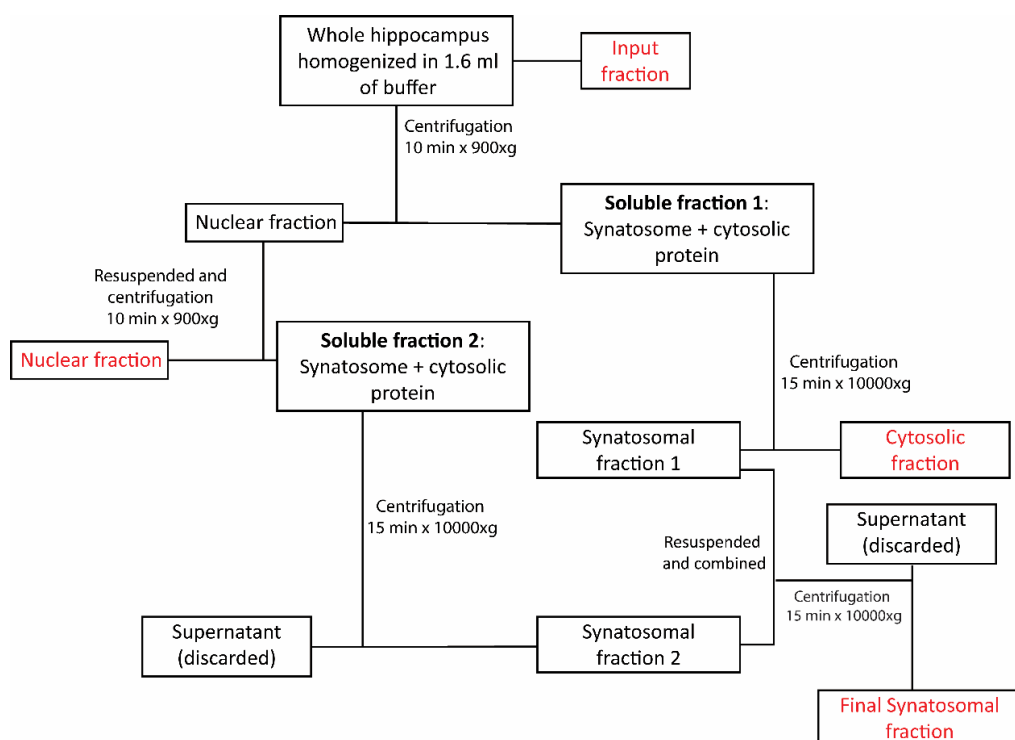 Whole hippocampus
homogenized in 1.6 ml
of buffer
Input
fraction
Centrifugation
10 min x 900xg
Nuclear fraction
Soluble fraction 1:
Synatosome + cytosolic
protein
Resuspended and
centrifugation
10 min x 900xg
Nuclear fraction
Soluble fraction 2:
Synatosome + cytosolic
protein
Centrifugation
15 min x 10000xg
Synatosomal
fraction 1
Cytosolic
fraction
Centrifugation
15 min x 10000xg
Resuspended
and combined
Supernatant
(discarded)
Centrifugation
15 min x 10000xg
Supernatant
(discarded)
Synatosomal
fraction 2
Final Synatosomal
fraction